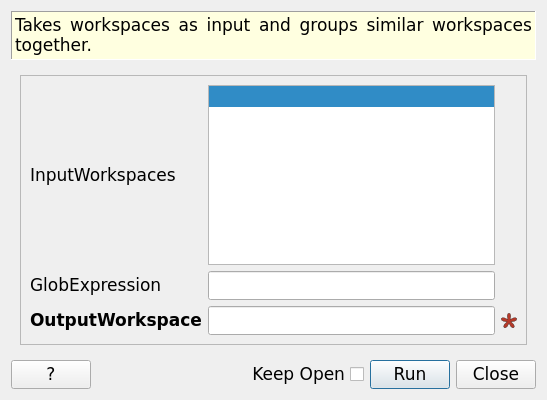 Takes workspaces as input and groups similar workspaces
together.
InputWorkspaces
GlobExpression
OutputWorkspace *
? Keep Open Run Close